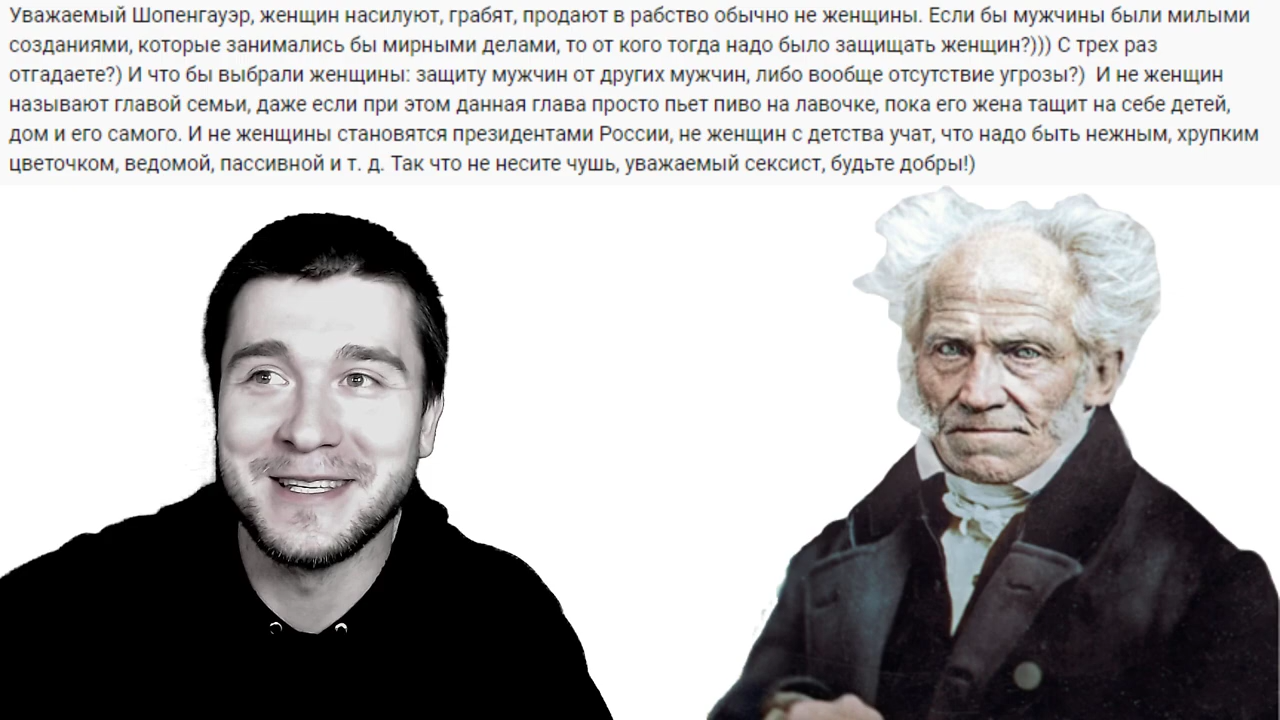 Уважаемый Шопенгауэр, женщин насилуют, грабят, продают в рабство обычно не женщины. Если бы мужчины были милыми
созданиями, которые занимались бы мирными делами, то от кого тогда надо было защищать женщин?))) С трех раз
отгадаете?) И что бы выбрали женщины: защиту мужчин от других мужчин, либо вообще отсутствие угрозы?) И не женщин
называют главой семьи, даже если при этом данная глава просто пьет пиво на лавочке, пока его жена тащит на себе детей,
дом и его самого. И не женщины становятся президентами России, не женщин с детства учат, что надо быть нежным, хрупким
цветочком, ведомой, пассивной и т. д. Так что не несите чушь, уважаемый сексист, будьте добры!)